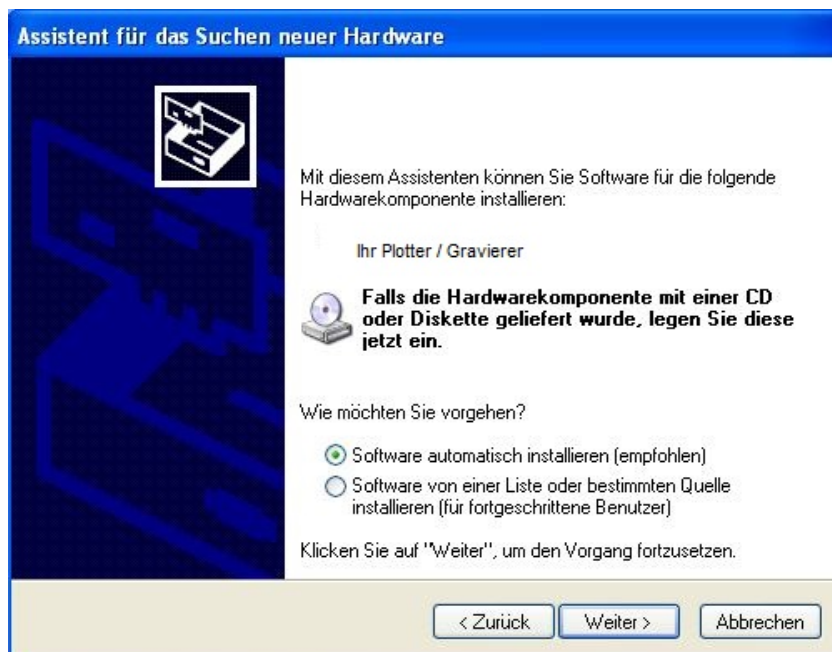 Assistent für das Suchen neuer Hardware
Mit diesem Assistenten können Sie Software für die folgende
Hardwarekomponente installieren:
Ihr Plotter / Gravierer
Falls die Hardwarekomponente mit einer CD
oder Diskette geliefert wurde, legen Sie diese
jetzt ein.
Wie möchten Sie vorgehen?
Software automatisch installieren (empfohlen)
Software von einer Liste oder bestimmten Quelle
installieren (für fortgeschrittene Benutzer)
Klicken Sie auf "Weiter", um den Vorgang fortzusetzen.
< Zurück Weiter > Abbrechen